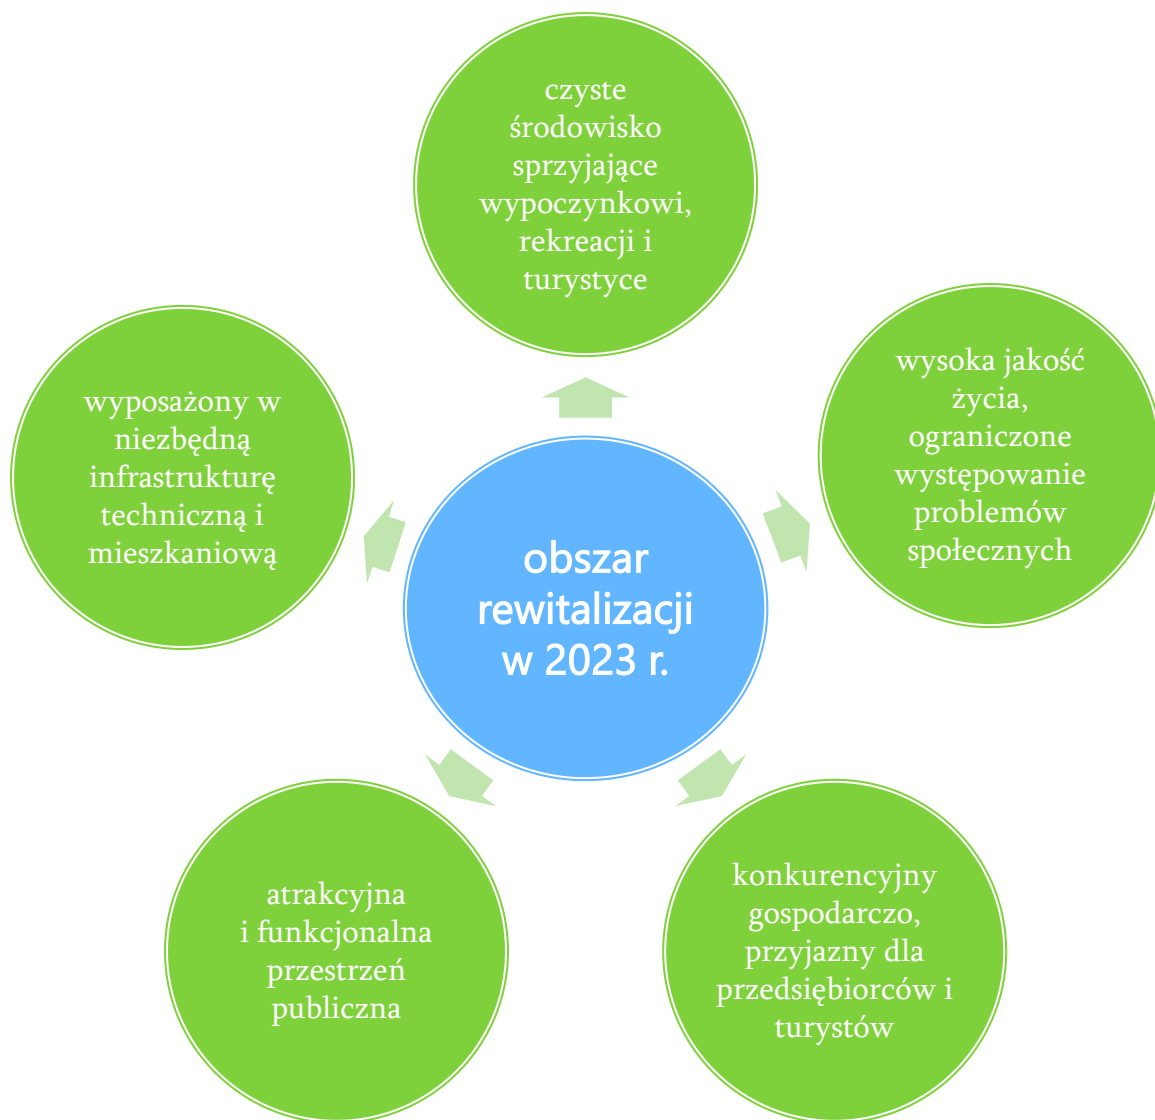 czyste
środowisko
sprzyjające
wypoczynkowi,
rekreacji i
turystyce
wysoka jakość
życia,
ograniczone
występowanie
problemów
społecznych
konkurencyjny
gospodarczo,
przyjazny dla
przedsiębiorców i
turystów
atrakcyjna
i funkcjonalna
przestrzeń
publiczna
wyposażony w
niezbędną
infrastrukturę
techniczną i
mieszkaniową
obszar
rewitalizacji
w 2023 r.